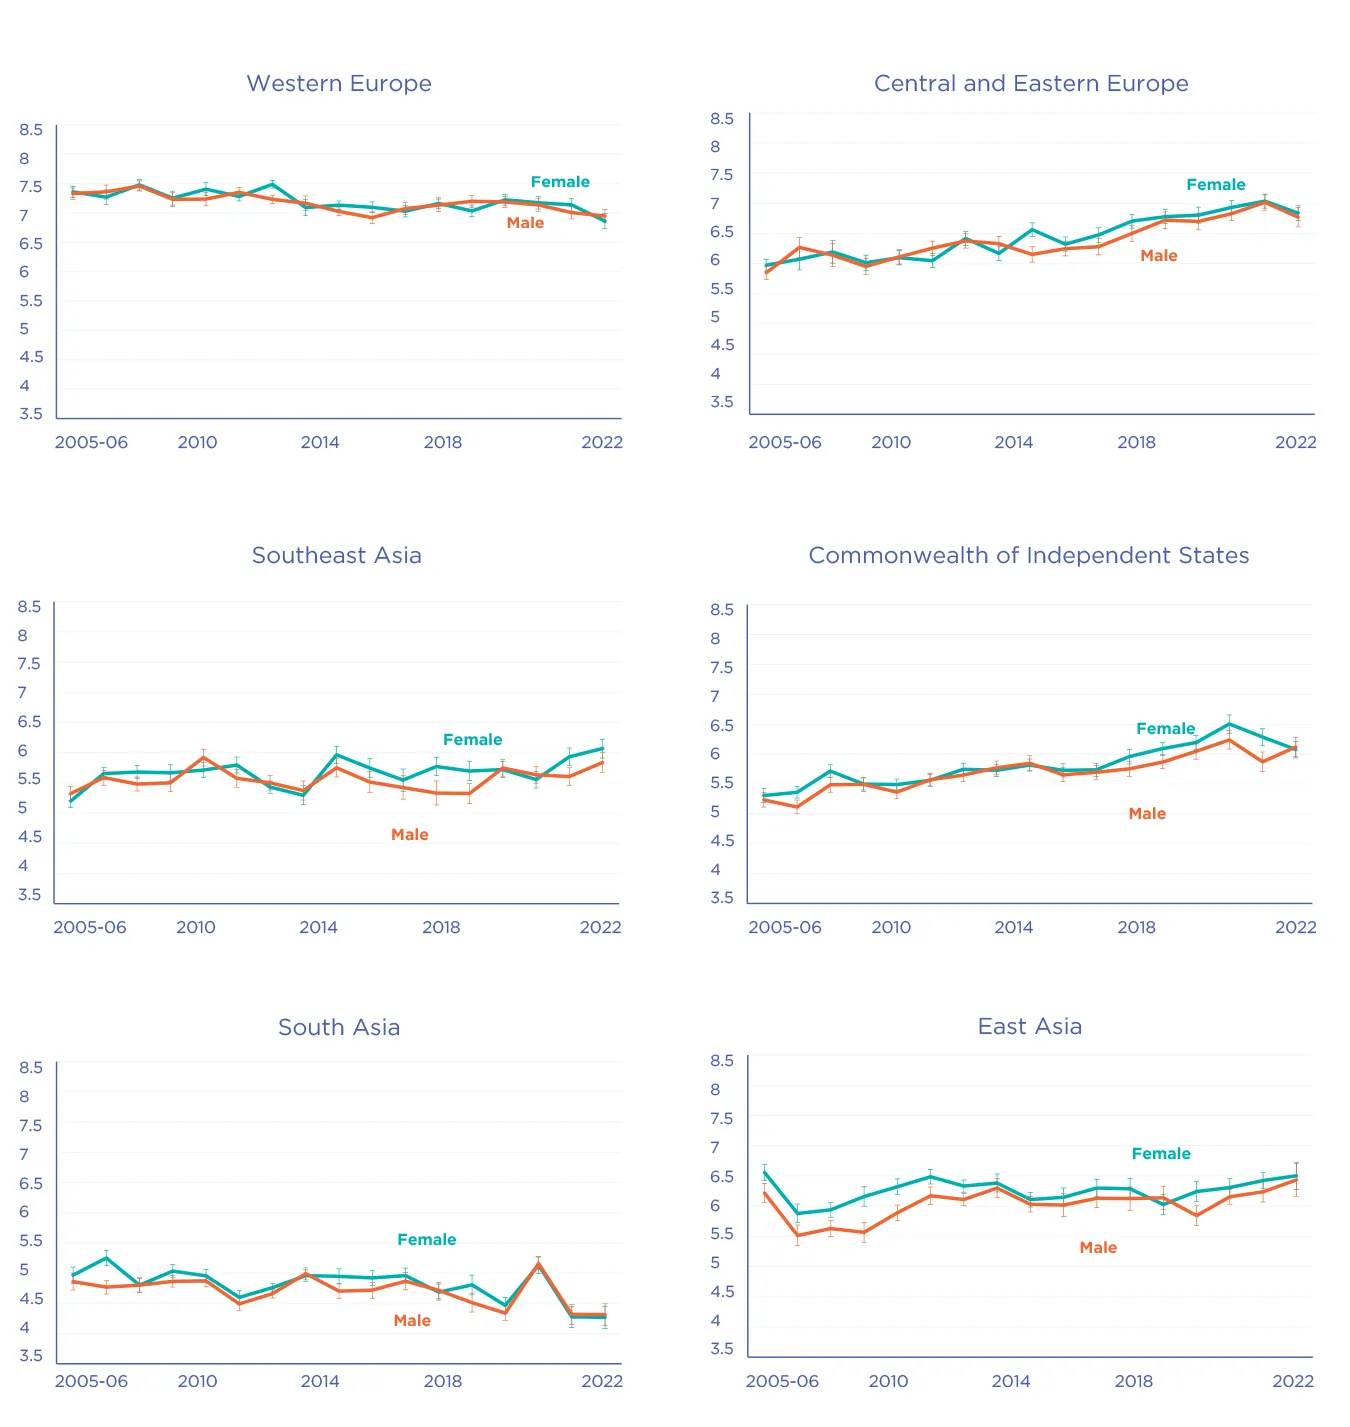 Western Europe
8.5
8
7.5
7
6.5
6
5.5
5
4.5
4
3.5
Female
Male
2005-06 2010 2014 2018 2022
Central and Eastern Europe
8.5
8
7.5
7
6.5
6
5.5
5
4.5
4
3.5
Female
Male
2005-06 2010 2014 2018 2022
Southeast Asia
8.5
8
7.5
7
6.5
6
5.5
5
4.5
4
3.5
Female
Male
2005-06 2010 2014 2018 2022
Commonwealth of Independent States
8.5
8
7.5
7
6.5
6
5.5
5
4.5
4
3.5
Female
Male
2005-06 2010 2014 2018 2022
South Asia
8.5
8
7.5
7
6.5
6
5.5
5
4.5
4
3.5
Female
Male
2005-06 2010 2014 2018 2022
East Asia
8.5
8
7.5
7
6.5
6
5.5
5
4.5
4
3.5
Female
Male
2005-06 2010 2014 2018 2022